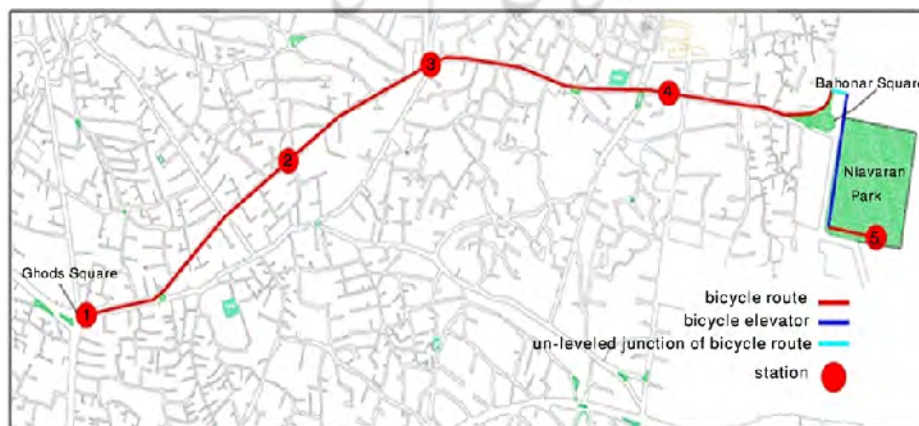 3
4
Bahonar Square
2
Niavaran
Park
5
Ghods Square
1
bicycle route
bicycle elevator
un-leveled junction of bicycle route
station